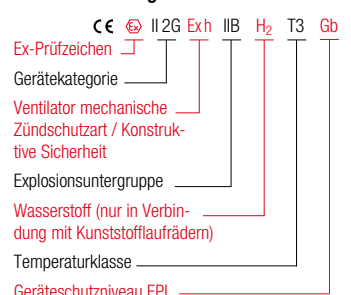 CE Ex II 2G Ex h IIB H₂ T3 Gb
Ex-Prüfzeichen
Gerätekategorie
Ventilator mechanische
Zündschutzart / Konstruk-
tive Sicherheit
Explosionsuntergruppe
Wasserstoff (nur in Verbin-
dung mit Kunststofflaufrädern)
Temperaturklasse
Geräteschutzniveau EPL